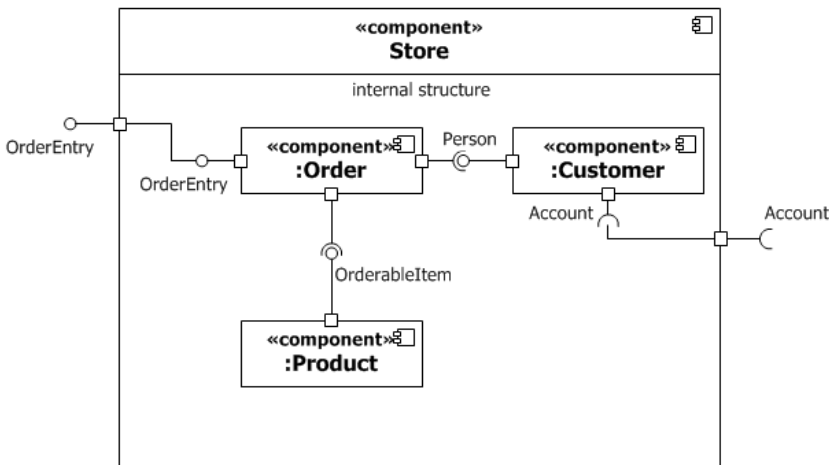 «component»
Store
internal structure
OrderEntry
OrderEntry
«component»
:Order
Person
«component»
:Customer
Account
Account
OrderableItem
«component»
:Product